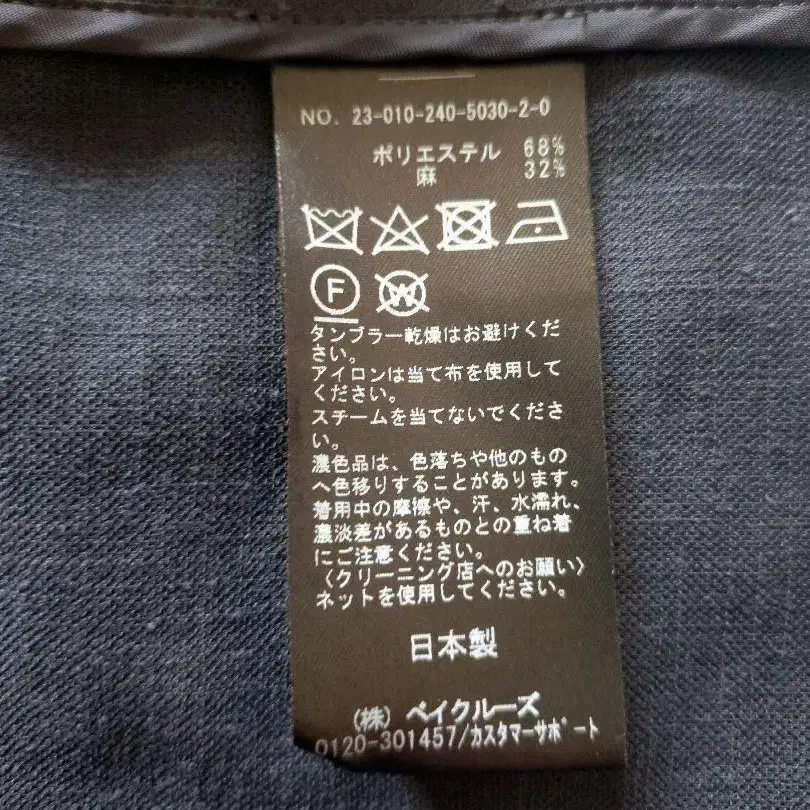 NO. 23-010-240-5030-2-0
ポリエステル 68%
麻 32%
F W
タンブラー乾燥はお避けくだ
さい。
アイロンは当て布を使用して
ください。
スチームを当てないでくださ
い。
濃色品は、色落ちや他のもの
へ色移りすることがあります。
着用中の摩擦や、汗、水濡れ、
濃淡差があるものとの重ね着
にご注意ください。
〈クリーニング店へのお願い〉
ネットを使用してください。
日本製
(株) ベイクルーズ
0120-301457/カスタマーサポート